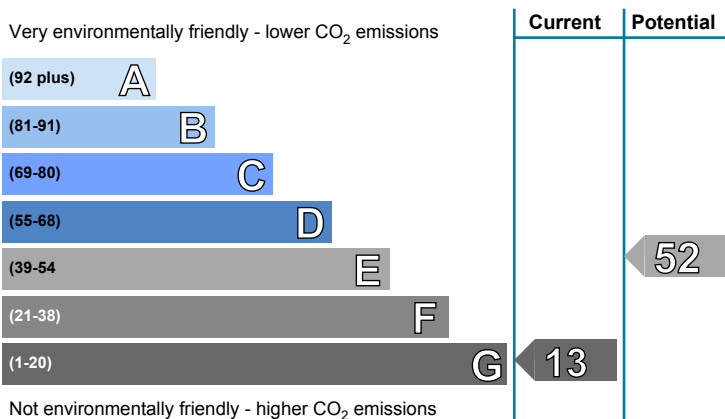 Very environmentally friendly - lower CO₂ emissions
Current
Potential
(92 plus) A
(81-91) B
(69-80) C
(55-68) D
(39-54 E
52
(21-38) F
(1-20) G
13
Not environmentally friendly - higher CO₂ emissions